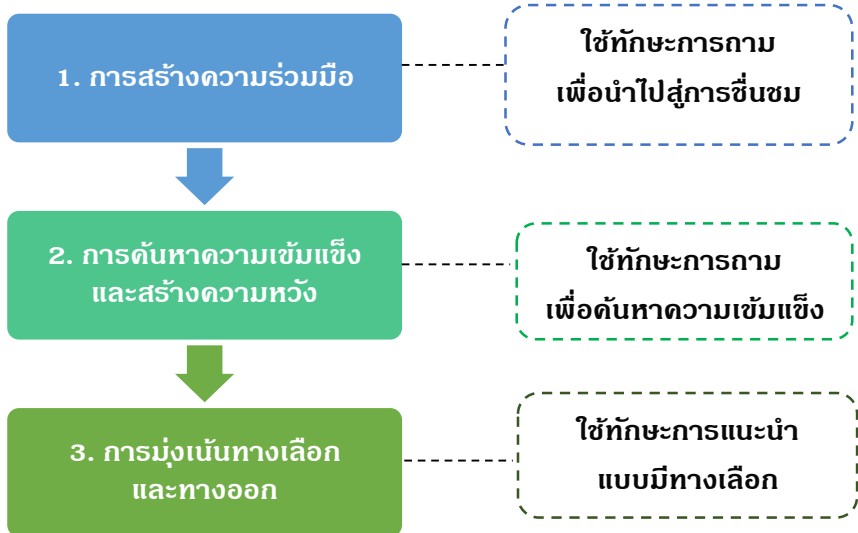 1. การสร้างความร่วมมือ
ใช้ทักษะการถาม
เพื่อนำไปสู่การชื่นชม
2. การค้นหาความเข้มแข็ง
และสร้างความหวัง
ใช้ทักษะการถาม
เพื่อค้นหาความเข้มแข็ง
3. การมุ่งเน้นทางเลือก
และทางออก
ใช้ทักษะการแนะนำ
แบบมีทางเลือก